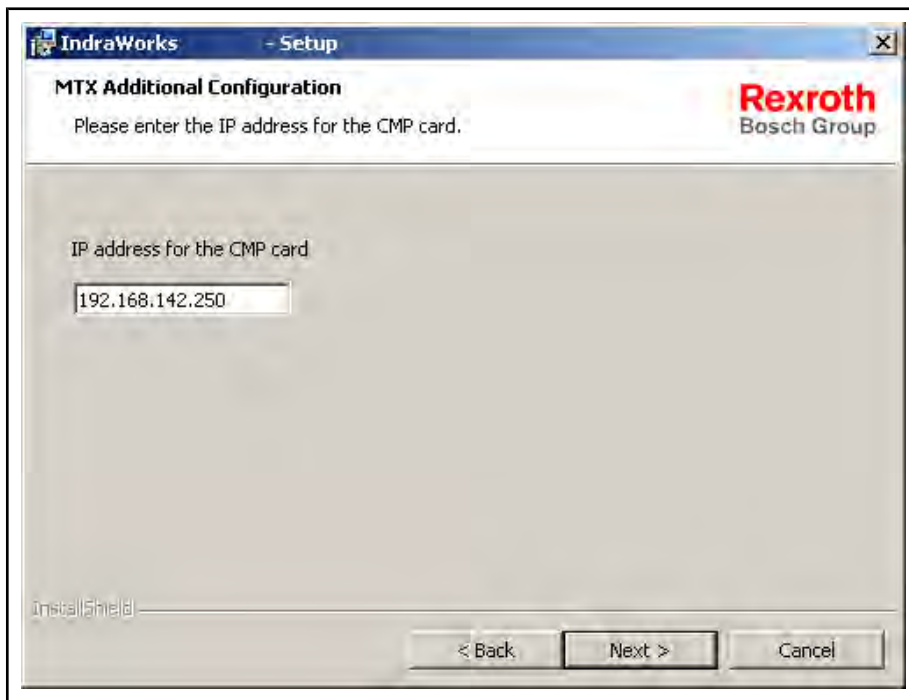 IndraWorks - Setup
MTX Additional Configuration
Please enter the IP address for the CMP card.
Rexroth
Bosch Group
IP address for the CMP card
192.168.142.250
InstallShield
< Back
Next >
Cancel